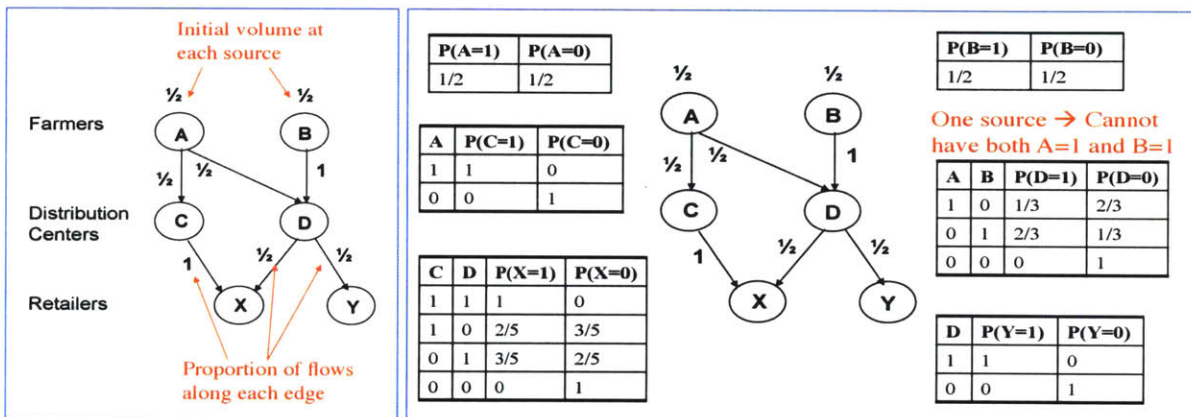 Initial volume at
each source
½ ½
Farmers
A B
½ ½ 1
Distribution
Centers
C D
1 ½ ½
Retailers
X Y
Proportion of flows
along each edge
P(A=1) P(A=0)
1/2 1/2
A P(C=1) P(C=0)
1 1 0
0 0 1
C D P(X=1) P(X=0)
1 1 1 0
1 0 2/5 3/5
0 1 3/5 2/5
0 0 0 1
½ ½
A B
½ ½ 1
C D
1 ½ ½
X Y
P(B=1) P(B=0)
1/2 1/2
One source → Cannot
have both A=1 and B=1
A B P(D=1) P(D=0)
1 0 1/3 2/3
0 1 2/3 1/3
0 0 0 1
D P(Y=1) P(Y=0)
1 1 0
0 0 1